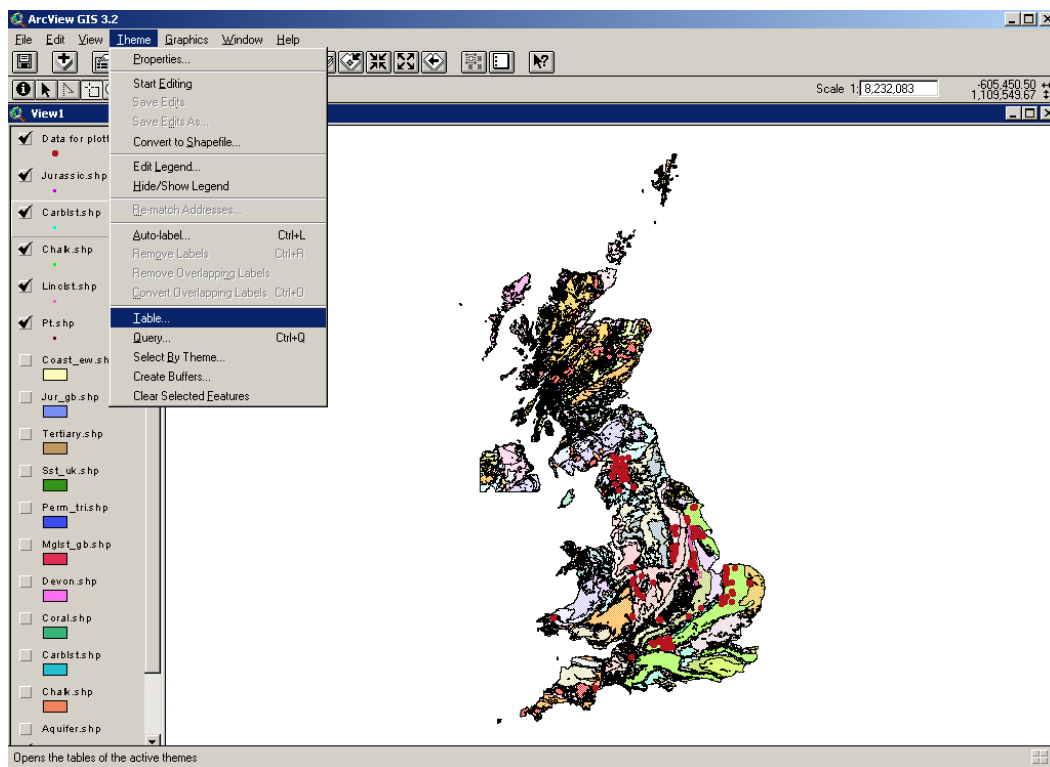 ArcView GIS 3.2
File Edit View Theme Graphics Window Help
Scale 1: 8,232,083
-605,450.50
1,109,549.67
View1
Properties...
Start Editing
Save Edits
Save Edits As...
Convert to Shapefile...
Edit Legend...
Hide/Show Legend
Re-match Addresses...
Auto-label... Ctrl+L
Remove Labels Ctrl+R
Remove Overlapping Labels
Convert Overlapping Labels Ctrl+O
Table...
Query... Ctrl+Q
Select By Theme...
Create Buffers...
Clear Selected Features
Data for plott
Jurassic.shp
Carblst.shp
Chalk.shp
Linclst.shp
Pt.shp
Coast_ew.sh
Jur_gb.shp
Tertiary.shp
Sst_uk.shp
Perm_tri.shp
Mglst_gb.shp
Devon.shp
Coral.shp
Carblst.shp
Chalk.shp
Aquifer.shp
Opens the tables of the active themes